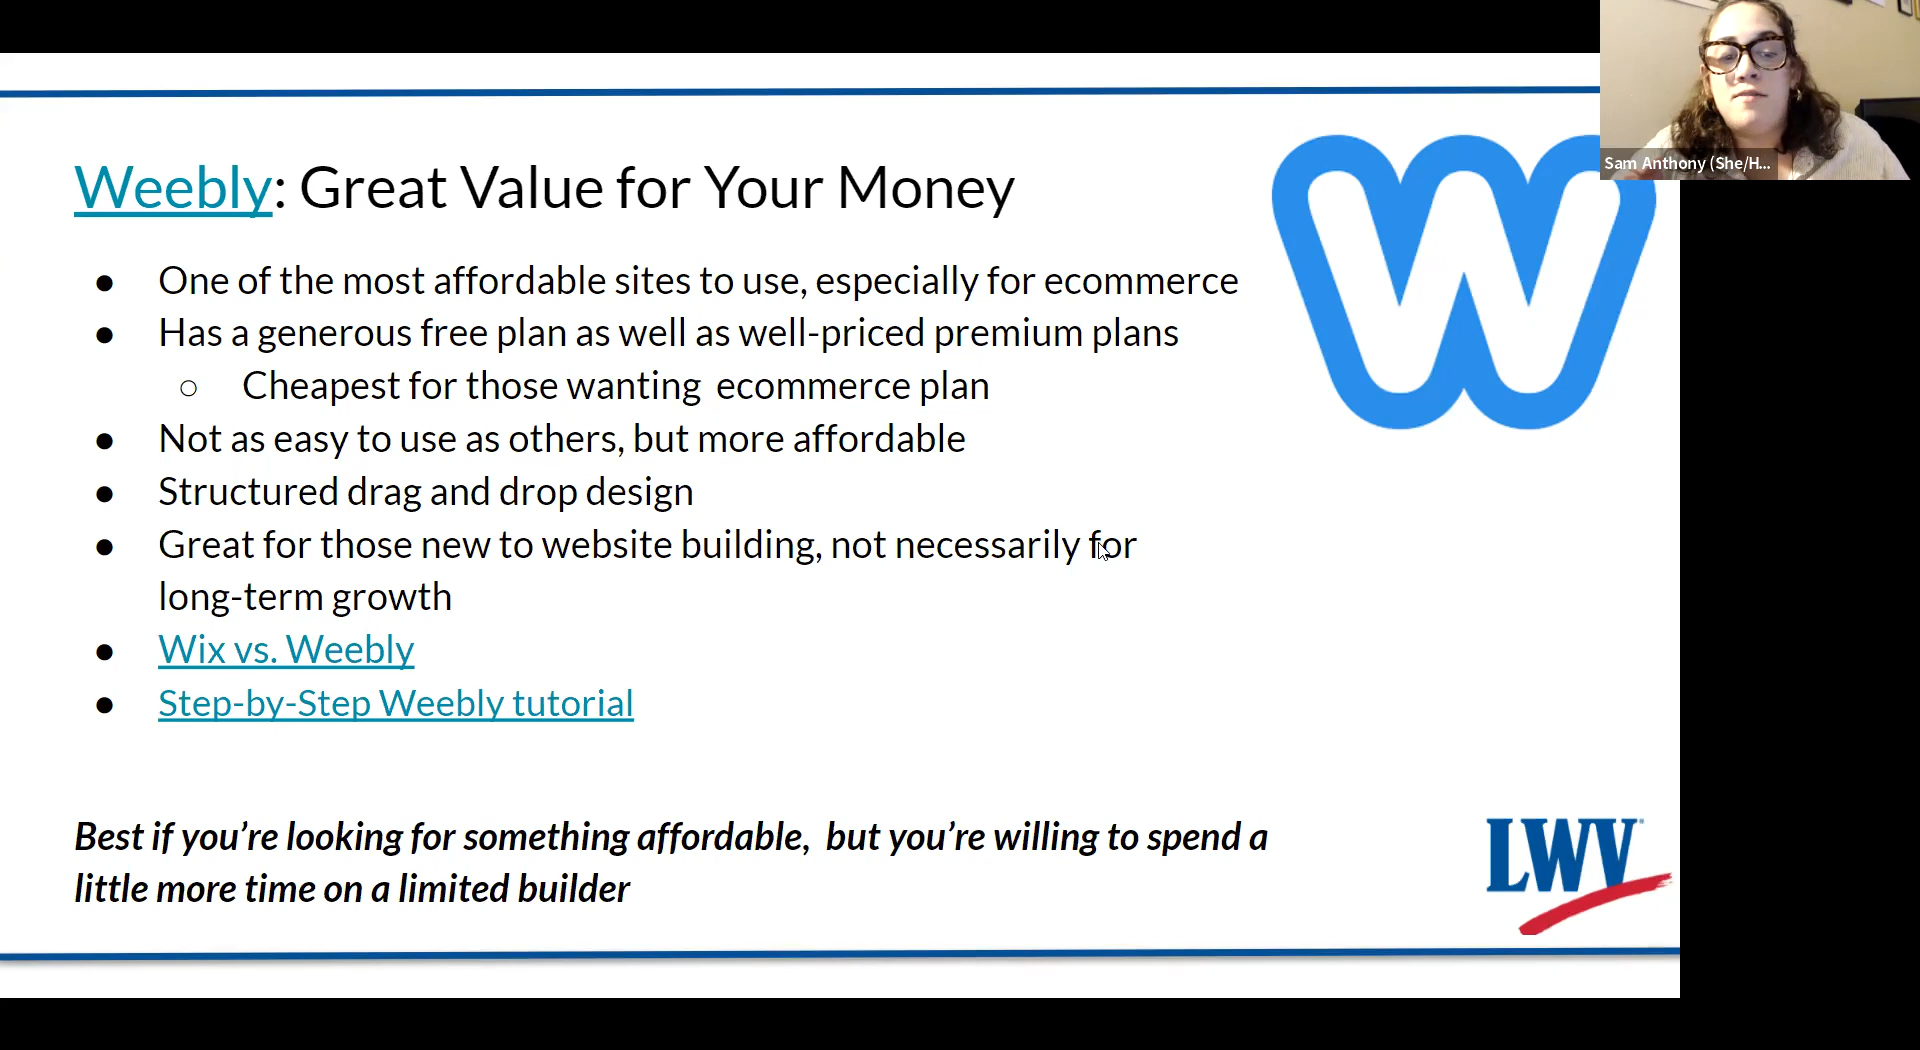 Sam Anthony (She/H...
Weebly: Great Value for Your Money
● One of the most affordable sites to use, especially for ecommerce
● Has a generous free plan as well as well-priced premium plans
○ Cheapest for those wanting  ecommerce plan
● Not as easy to use as others, but more affordable
● Structured drag and drop design
● Great for those new to website building, not necessarily for
long-term growth
● Wix vs. Weebly
● Step-by-Step Weebly tutorial
Best if you’re looking for something affordable,  but you’re willing to spend a
little more time on a limited builder
W
LWV®